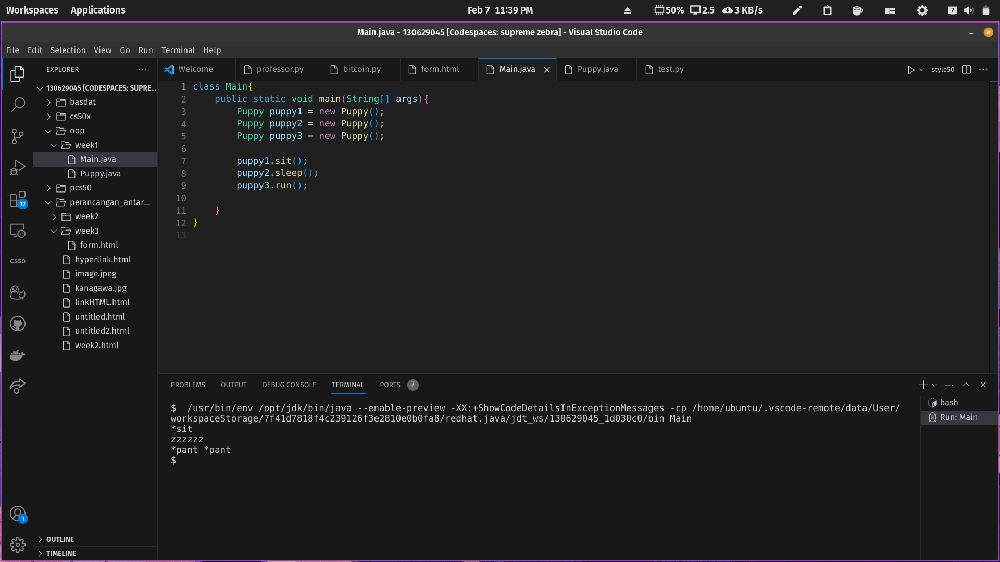 Workspaces Applications Feb 7 11:39 PM 50% 2.5 3 KB/s
Main.java - 130629045 [Codespaces: supreme zebra] - Visual Studio Code
File Edit Selection View Go Run Terminal Help
EXPLORER
130629045 [CODESPACES: SUPRE...
basdat
cs50x
oop
week1
Main.java
Puppy.java
pcs50
perancangan_antar...
week2
week3
form.html
hyperlink.html
image.jpeg
kanagawa.jpg
linkHTML.html
untitled.html
untitled2.html
week2.html
OUTLINE
TIMELINE
12
CS50
1
Welcome professor.py bitcoin.py form.html Main.java Puppy.java test.py style50
1 class Main{
2 public static void main(String[] args){
3 Puppy puppy1 = new Puppy();
4 Puppy puppy2 = new Puppy();
5 Puppy puppy3 = new Puppy();
6
7 puppy1.sit();
8 puppy2.sleep();
9 puppy3.run();
10
11 }
12 }
13
PROBLEMS OUTPUT DEBUG CONSOLE TERMINAL PORTS 7
$ /usr/bin/env /opt/jdk/bin/java --enable-preview -XX:+ShowCodeDetailsInExceptionMessages -cp /home/ubuntu/.vscode-remote/data/User/
workspaceStorage/7f41d7818f4c239126f3e2810e0b0fa8/redhat.java/jdt_ws/130629045_1d030c0/bin Main
*sit
zzzzzz
*pant *pant
$
bash
Run: Main